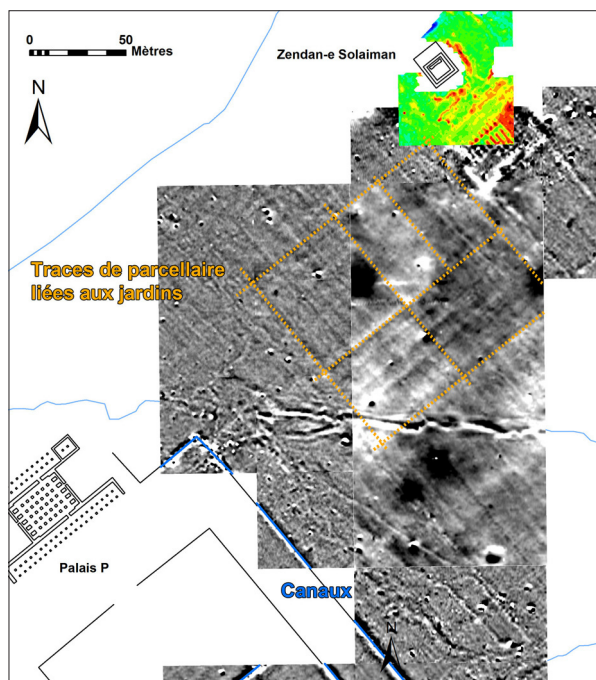 0
50
Mètres
Zendan-e Solaiman
N
Traces de parcellaire
liées aux jardins
Palais P
Canaux
N